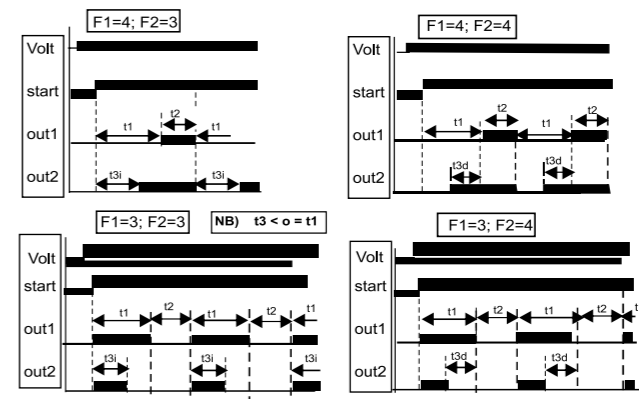 F1=4; F2=3
Volt
start
t1 t2 t1
out1
out2
t3i t3i
F1=4; F2=4
Volt
start
t1 t2 t1 t2
out1
t3d t3d
out2
F1=3; F2=3
NB) t3 < o = t1
Volt
start
t1 t2 t1 t2 t1
out1
t3i t3i t3i
out2
F1=3; F2=4
Volt
start
t1 t2 t1 t2 t
out1
t3d t3d
out2